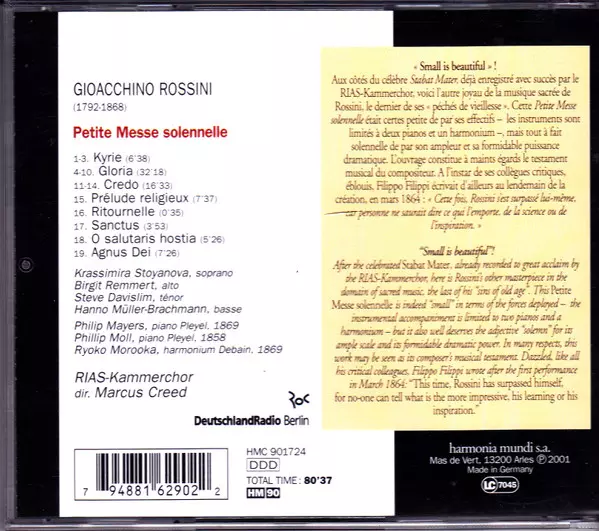 GIOACCHINO ROSSINI
(1792-1868)
Petite Messe solennelle
1-3. Kyrie (6'38)
4-10. Gloria (32'18)
11-14. Credo (16'33)
15. Prélude religieux (7'37)
16. Ritournelle (0'35)
17. Sanctus (3'53)
18. O salutaris hostia (5'26)
19. Agnus Dei (7'26)
Krassimira Stoyanova, soprano
Birgit Remmert, alto
Steve Davislim, ténor
Hanno Müller-Brachmann, basse
Philip Mayers, piano Pleyel, 1869
Phillip Moll, piano Pleyel, 1858
Ryoko Morooka, harmonium Debain, 1869
RIAS-Kammerchor
dir. Marcus Creed
ROC
DeutschlandRadio Berlin
« Small is beautiful » !
Aux côtés du célèbre Stabat Mater, déjà enregistré avec succès par le
RIAS-Kammerchor, voici l'autre joyau de la musique sacrée de
Rossini, le dernier de ses « péchés de vieillesse ». Cette Petite Messe
solennelle était certes petite de par ses effectifs – les instruments sont
limités à deux pianos et un harmonium –, mais tout à fait
solennelle de par son ampleur et sa formidable puissance
dramatique. L'ouvrage constitue à maints égards le testament
musical du compositeur. A l'instar de ses collègues critiques,
éblouis, Filippo Filippi écrivait d'ailleurs au lendemain de la
création, en mars 1864 : « Cette fois, Rossini s'est surpassé lui-même,
car personne ne saurait dire ce qui l'emporte, de la science ou de
l'inspiration. »
"Small is beautiful"!
After the celebrated Stabat Mater, already recorded to great acclaim by
the RIAS-Kammerchor, here is Rossini's other masterpiece in the
domain of sacred music, the last of his "sins of old age". This Petite
Messe solennelle is indeed "small" in terms of the forces deployed – the
instrumental accompaniment is limited to two pianos and a
harmonium – but it also well deserves the adjective "solemn" for its
ample scale and its formidable dramatic power. In many respects, this
work may be seen as its composer's musical testament. Dazzled, like all
his critical colleagues, Filippo Filippi wrote after the first performance
in March 1864: "This time, Rossini has surpassed himself,
for no-one can tell what is the more impressive, his learning or his
inspiration."
7 94881 62902 2
HMC 901724
DDD
TOTAL TIME : 80'37
HM 90
harmonia mundi s.a.
Mas de Vert, 13200 Arles ℗ 2001
Made in Germany
LC 7045